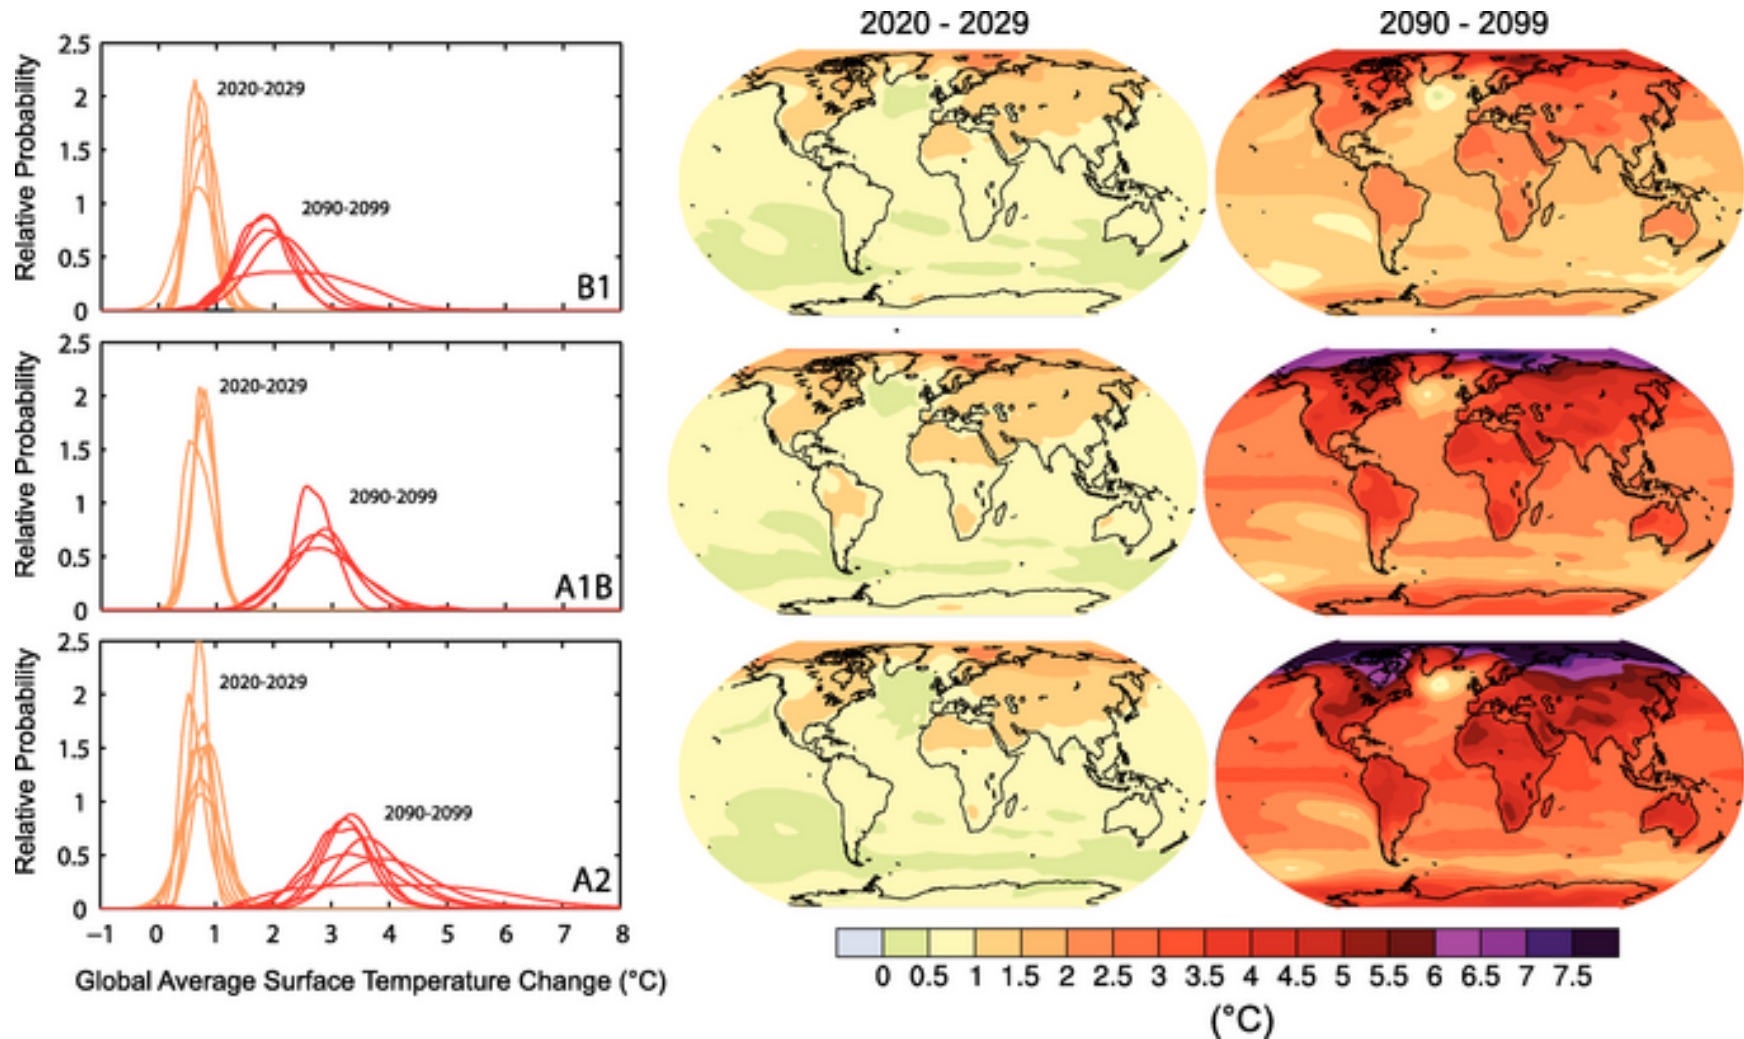 2020 - 2029
2090 - 2099
2.5
2
1.5
1
0.5
0
Relative Probability
2020-2029
2090-2099
B1
2.5
2
1.5
1
0.5
0
Relative Probability
2020-2029
2090-2099
A1B
2.5
2
1.5
1
0.5
0
Relative Probability
2020-2029
2090-2099
A2
−1 0 1 2 3 4 5 6 7 8
Global Average Surface Temperature Change (°C)
0 0.5 1 1.5 2 2.5 3 3.5 4 4.5 5 5.5 6 6.5 7 7.5
(°C)